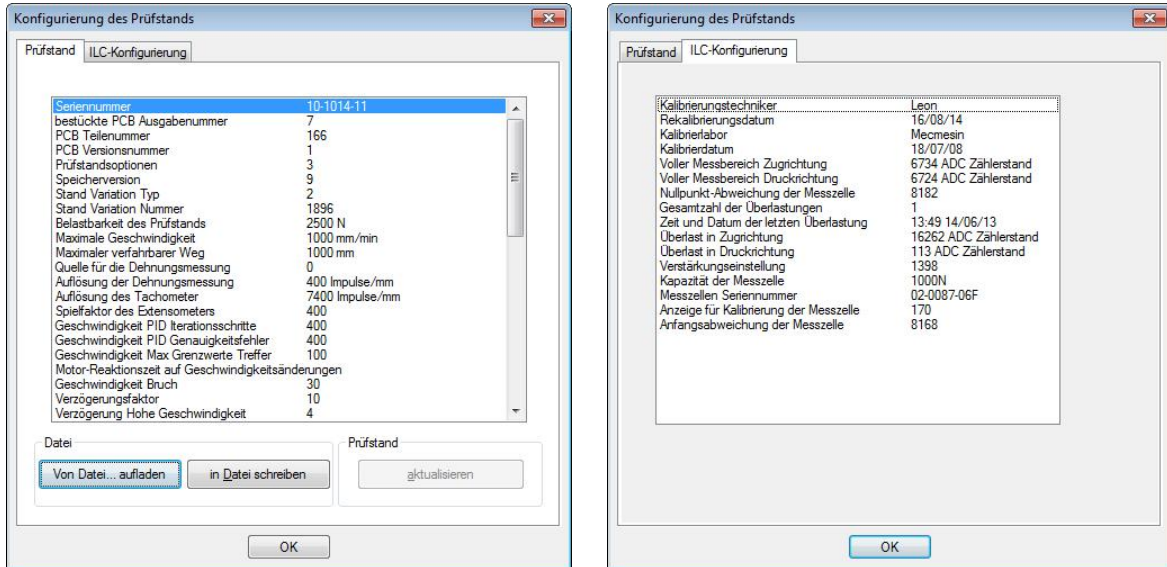 Konfigurierung des Prüfstands
Prüfstand ILC-Konfigurierung
Seriennummer 10-1014-11
bestückte PCB Ausgabenummer 7
PCB Teilenummer 166
PCB Versionsnummer 1
Prüfstandsoptionen 3
Speicherversion 9
Stand Variation Typ 2
Stand Variation Nummer 1896
Belastbarkeit des Prüfstands 2500 N
Maximale Geschwindigkeit 1000 mm/min
Maximaler verfahrbarer Weg 1000 mm
Quelle für die Dehnungsmessung 0
Auflösung der Dehnungsmessung 400 Impulse/mm
Auflösung des Tachometer 7400 Impulse/mm
Spielfaktor des Extensometers 400
Geschwindigkeit PID Iterationsschritte 400
Geschwindigkeit PID Genauigkeitsfehler 400
Geschwindigkeit Max Grenzwerte Treffer 100
Motor-Reaktionszeit auf Geschwindigkeitsänderungen
Geschwindigkeit Bruch 30
Verzögerungsfaktor 10
Verzögerung Hohe Geschwindigkeit 4
Datei Prüfstand
Von Datei... aufladen in Datei schreiben aktualisieren
OK
Konfigurierung des Prüfstands
Prüfstand ILC-Konfigurierung
Kalibrierungstechniker Leon
Rekalibrierungsdatum 16/08/14
Kalibrierlabor Mecmesin
Kalibrierdatum 18/07/08
Voller Messbereich Zugrichtung 6734 ADC Zählerstand
Voller Messbereich Druckrichtung 6724 ADC Zählerstand
Nullpunkt-Abweichung der Messzelle 8182
Gesamtzahl der Überlastungen 1
Zeit und Datum der letzten Überlastung 13:49 14/06/13
Überlast in Zugrichtung 16262 ADC Zählerstand
Überlast in Druckrichtung 113 ADC Zählerstand
Verstärkungseinstellung 1398
Kapazität der Messzelle 1000N
Messzellen Seriennummer 02-0087-06F
Anzeige für Kalibrierung der Messzelle 170
Anfangsabweichung der Messzelle 8168
OK